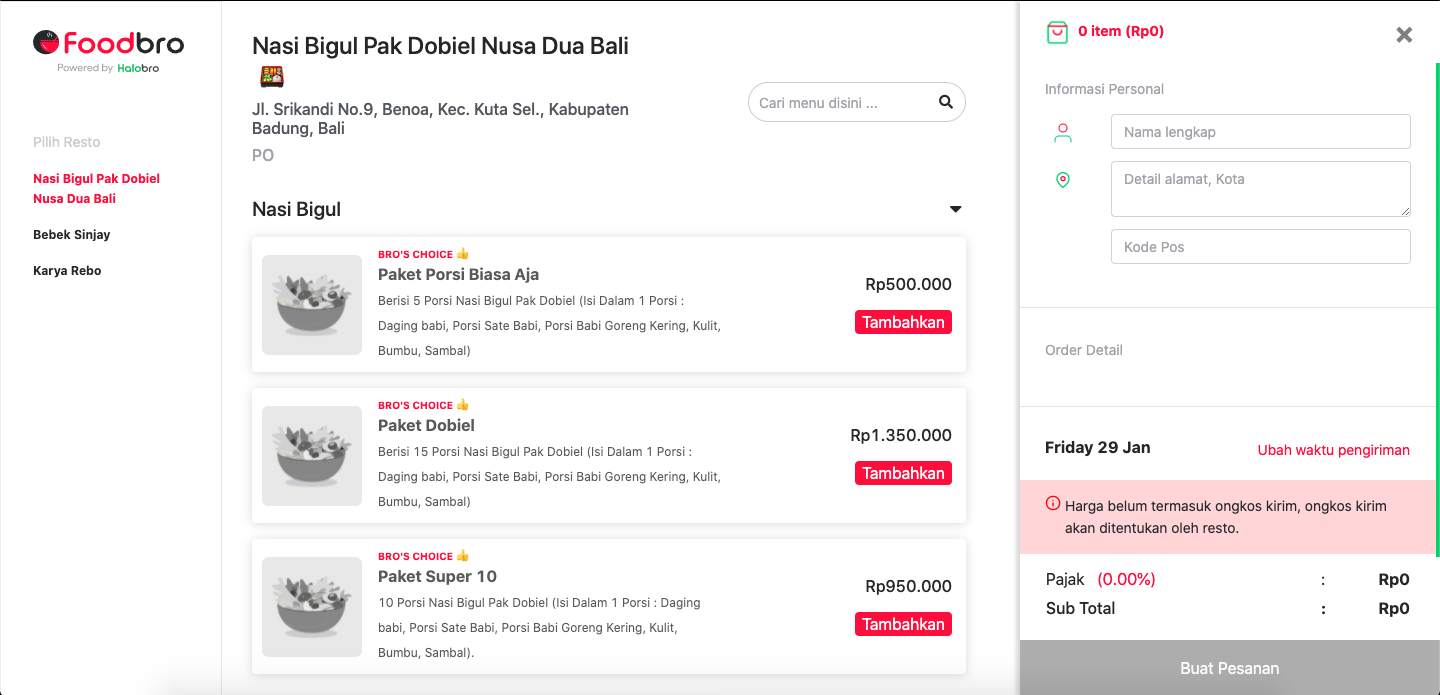 Foodbro
Powered by Halobro
Pilih Resto
Nasi Bigul Pak Dobiel
Nusa Dua Bali
Bebek Sinjay
Karya Rebo
Nasi Bigul Pak Dobiel Nusa Dua Bali
Jl. Srikandi No.9, Benoa, Kec. Kuta Sel., Kabupaten
Badung, Bali
PO
Cari menu disini ...
Nasi Bigul
BRO'S CHOICE 👍
Paket Porsi Biasa Aja
Berisi 5 Porsi Nasi Bigul Pak Dobiel (Isi Dalam 1 Porsi :
Daging babi, Porsi Sate Babi, Porsi Babi Goreng Kering, Kulit,
Bumbu, Sambal)
Rp500.000
Tambahkan
BRO'S CHOICE 👍
Paket Dobiel
Berisi 15 Porsi Nasi Bigul Pak Dobiel (Isi Dalam 1 Porsi :
Daging babi, Porsi Sate Babi, Porsi Babi Goreng Kering, Kulit,
Bumbu, Sambal)
Rp1.350.000
Tambahkan
BRO'S CHOICE 👍
Paket Super 10
10 Porsi Nasi Bigul Pak Dobiel (Isi Dalam 1 Porsi : Daging
babi, Porsi Sate Babi, Porsi Babi Goreng Kering, Kulit,
Bumbu, Sambal).
Rp950.000
Tambahkan
0 item (Rp0)
Informasi Personal
Nama lengkap
Detail alamat, Kota
Kode Pos
Order Detail
Friday 29 Jan
Ubah waktu pengiriman
Harga belum termasuk ongkos kirim, ongkos kirim
akan ditentukan oleh resto.
Pajak (0.00%) : Rp0
Sub Total : Rp0
Buat Pesanan